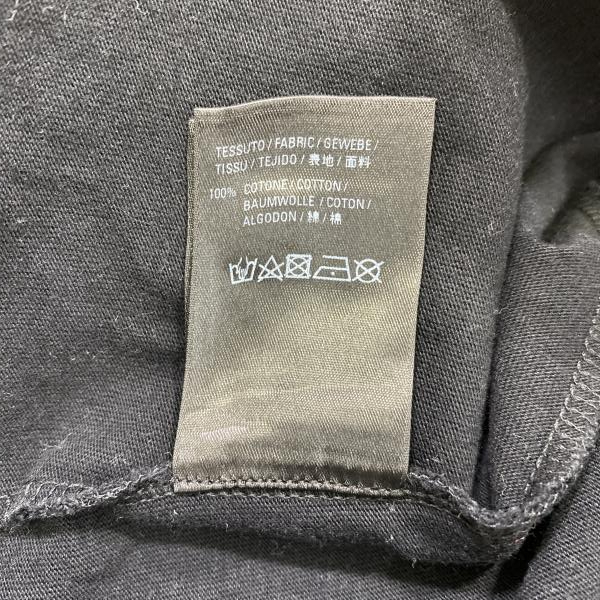 TESSUTO / FABRIC / GEWEBE /
TISSU / TEJIDO / 表地 / 面料
100% COTONE / COTTON /
BAUMWOLLE / COTON /
ALGODON / 綿 / 棉